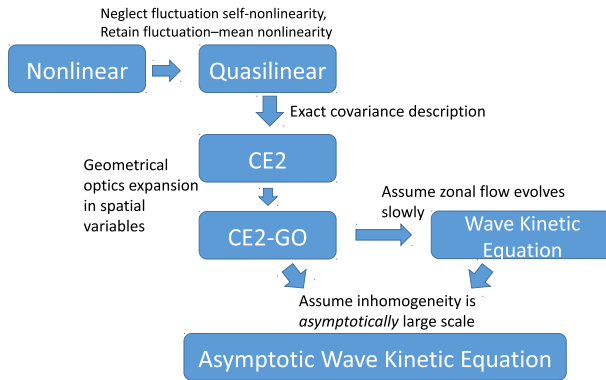 Neglect fluctuation self-nonlinearity,
Retain fluctuation–mean nonlinearity
Nonlinear
Quasilinear
Exact covariance description
CE2
Geometrical
optics expansion
in spatial
variables
Assume zonal flow evolves
slowly
CE2-GO
Wave Kinetic
Equation
Assume inhomogeneity is
asymptotically large scale
Asymptotic Wave Kinetic Equation